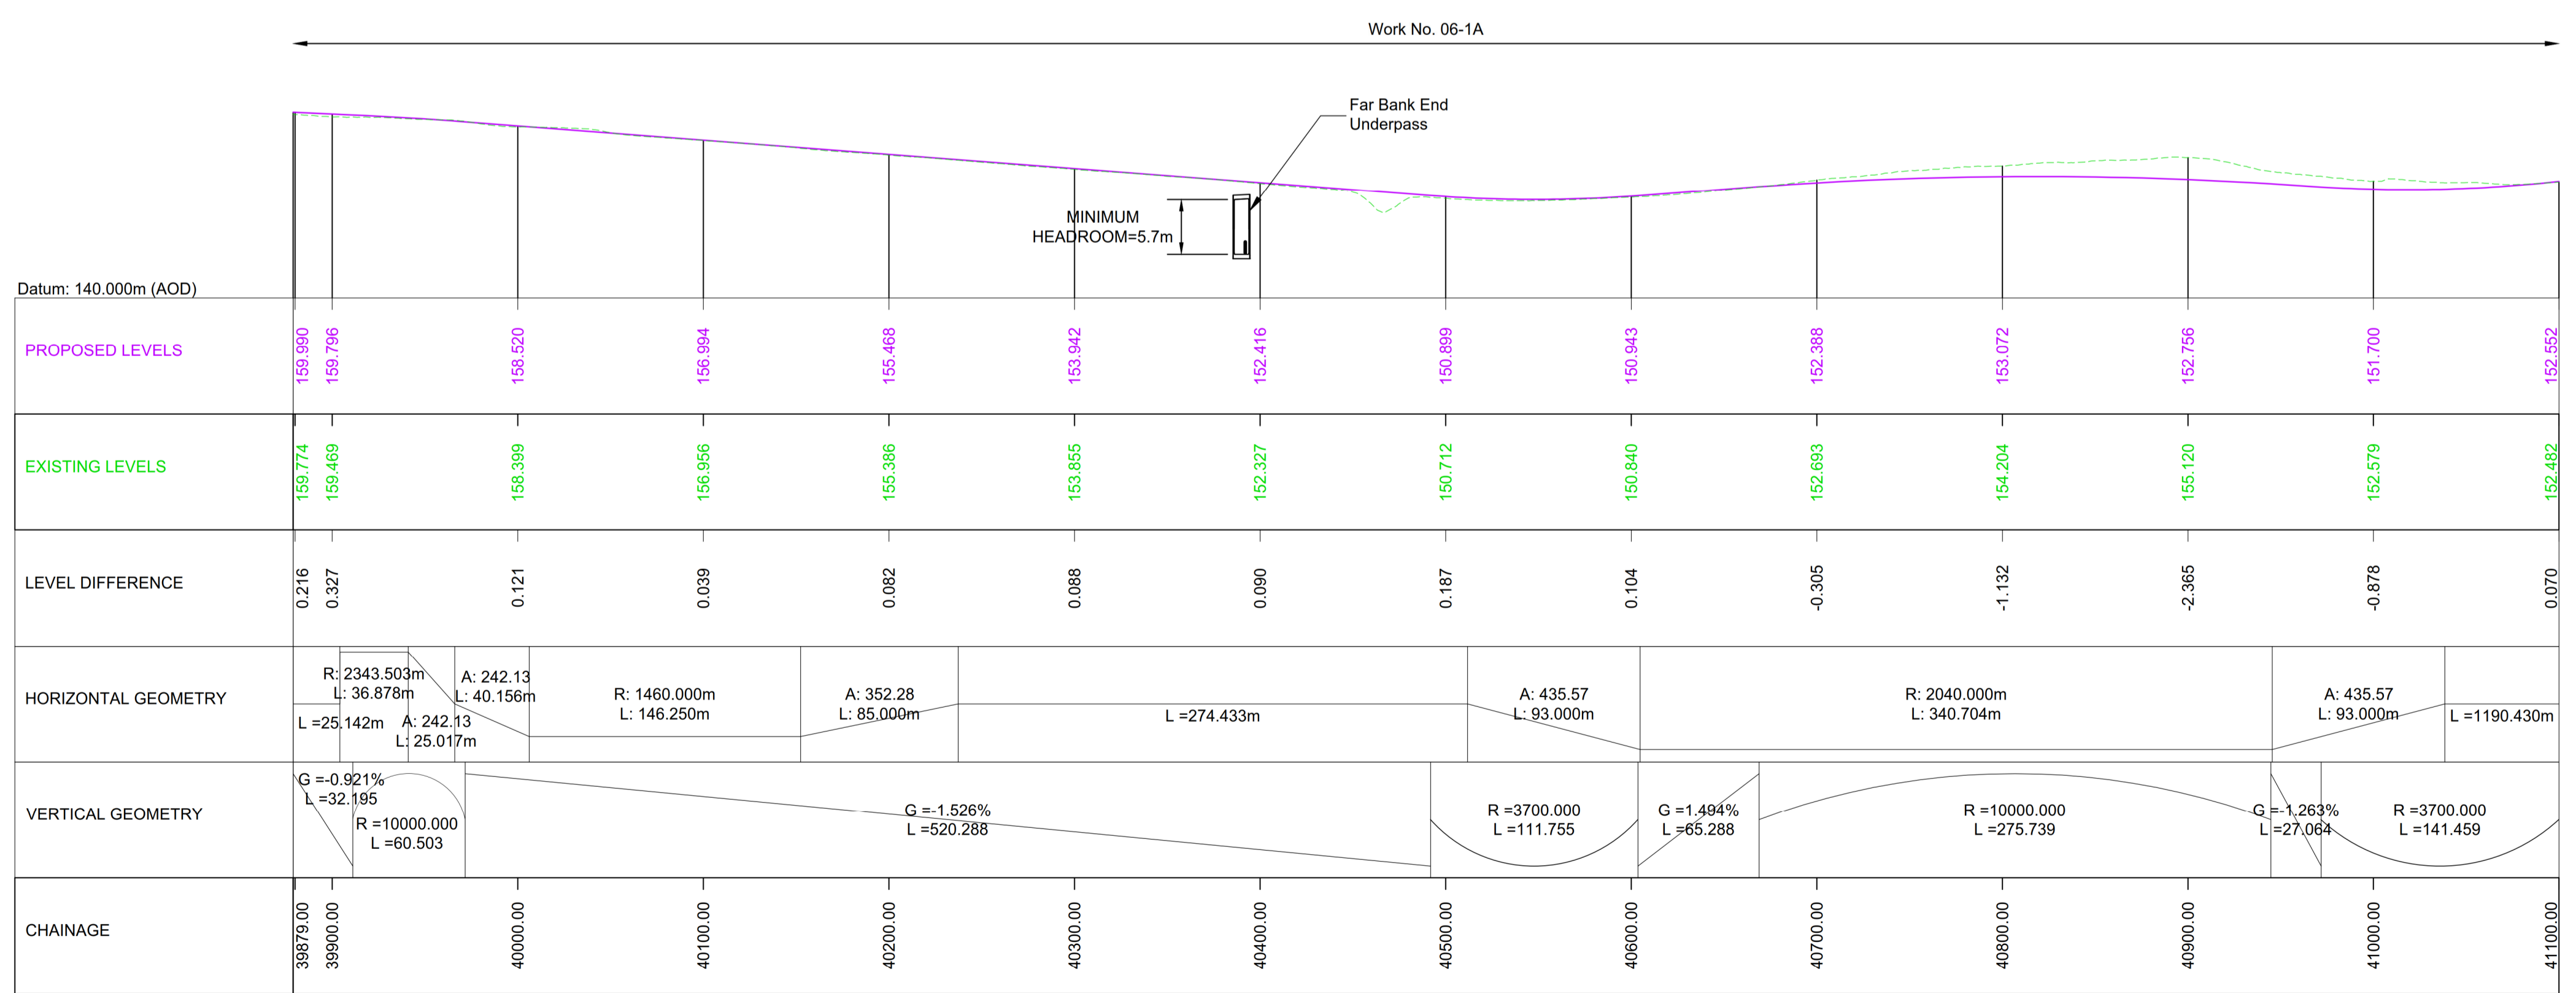 Work No. 06-1A
Far Bank End
Underpass
MINIMUM
HEADROOM=5.7m
Datum: 140.000m (AOD)
PROPOSED LEVELS
159.990 159.796 158.520 156.994 155.468 153.942 152.416 150.899 150.943 152.388 153.072 152.756 151.700 152.552
EXISTING LEVELS
159.774 159.469 158.399 156.956 155.386 153.855 152.327 150.712 150.840 152.693 154.204 155.120 152.579 152.482
LEVEL DIFFERENCE
0.216 0.327 0.121 0.039 0.082 0.088 0.090 0.187 0.104 -0.305 -1.132 -2.365 -0.878 0.070
HORIZONTAL GEOMETRY
L =25.142m
R: 2343.503m
L: 36.878m
A: 242.13
L: 25.017m
A: 242.13
L: 40.156m
R: 1460.000m
L: 146.250m
A: 352.28
L: 85.000m
L =274.433m
A: 435.57
L: 93.000m
R: 2040.000m
L: 340.704m
A: 435.57
L: 93.000m
L =1190.430m
VERTICAL GEOMETRY
G =-0.921%
L =32.195
R =10000.000
L =60.503
G =-1.526%
L =520.288
R =3700.000
L =111.755
G =1.494%
L =65.288
R =10000.000
L =275.739
G =-1.263%
L =27.064
R =3700.000
L =141.459
CHAINAGE
39879.00 39900.00 40000.00 40100.00 40200.00 40300.00 40400.00 40500.00 40600.00 40700.00 40800.00 40900.00 41000.00 41100.00